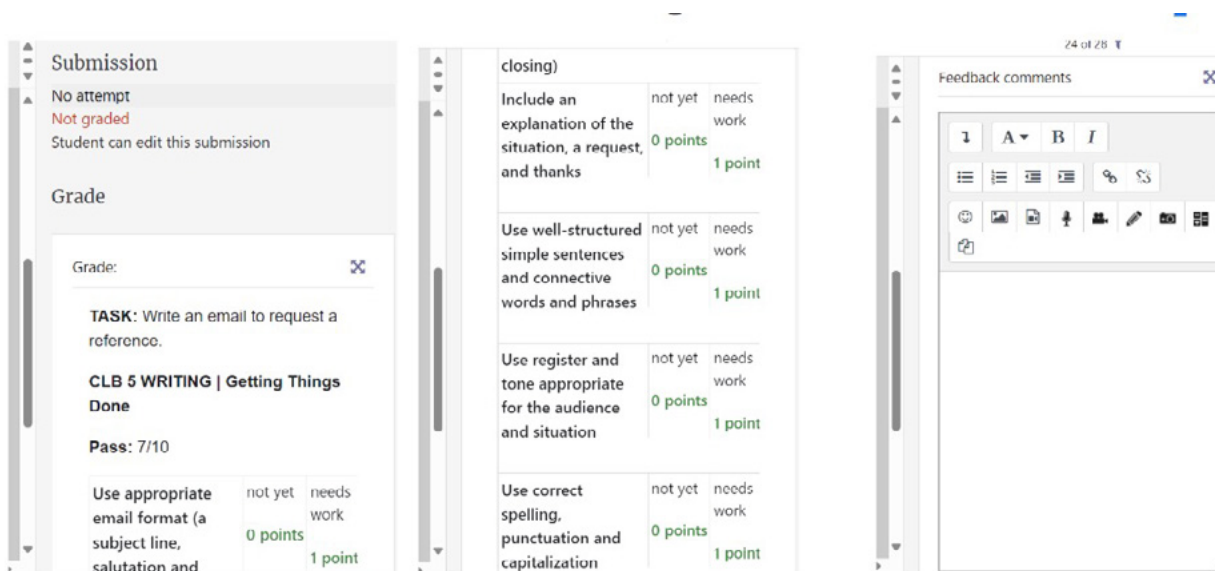 Submission
No attempt
Not graded
Student can edit this submission
Grade
Grade:
TASK: Write an email to request a
reference.
CLB 5 WRITING | Getting Things
Done
Pass: 7/10
Use appropriate
email format (a
subject line,
salutation and
not yet
0 points
needs
work
1 point
closing)
Include an
explanation of the
situation, a request,
and thanks
not yet
0 points
needs
work
1 point
Use well-structured
simple sentences
and connective
words and phrases
not yet
0 points
needs
work
1 point
Use register and
tone appropriate
for the audience
and situation
not yet
0 points
needs
work
1 point
Use correct
spelling,
punctuation and
capitalization
not yet
0 points
needs
work
1 point
24 of 28
Feedback comments
A B I